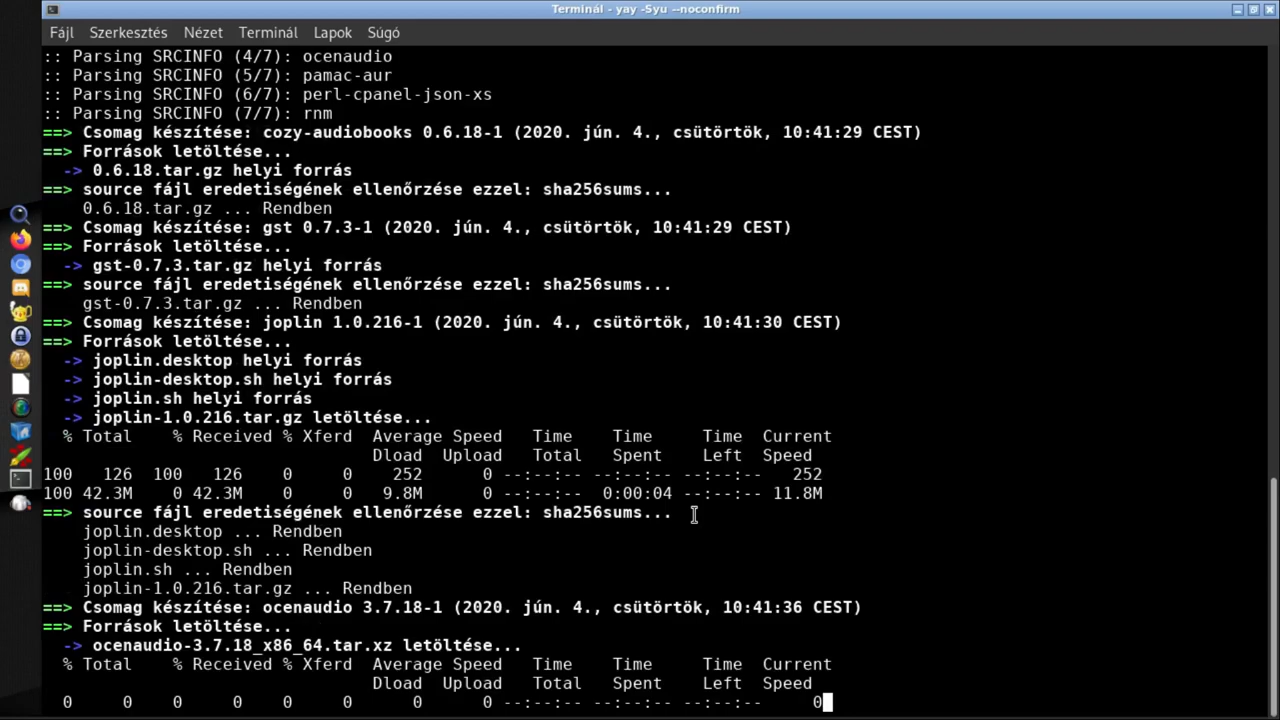 Terminál - yay -Syu --noconfirm
Fájl Szerkesztés Nézet Terminál Lapok Súgó
:: Parsing SRCINFO (4/7): ocenaudio
:: Parsing SRCINFO (5/7): pamac-aur
:: Parsing SRCINFO (6/7): perl-cpanel-json-xs
:: Parsing SRCINFO (7/7): rnm
==> Csomag készítése: cozy-audiobooks 0.6.18-1 (2020. jún. 4., csütörtök, 10:41:29 CEST)
==> Források letöltése...
-> 0.6.18.tar.gz helyi forrás
==> source fájl eredetiségének ellenőrzése ezzel: sha256sums...
0.6.18.tar.gz ... Rendben
==> Csomag készítése: gst 0.7.3-1 (2020. jún. 4., csütörtök, 10:41:29 CEST)
==> Források letöltése...
-> gst-0.7.3.tar.gz helyi forrás
==> source fájl eredetiségének ellenőrzése ezzel: sha256sums...
gst-0.7.3.tar.gz ... Rendben
==> Csomag készítése: joplin 1.0.216-1 (2020. jún. 4., csütörtök, 10:41:30 CEST)
==> Források letöltése...
-> joplin.desktop helyi forrás
-> joplin-desktop.sh helyi forrás
-> joplin.sh helyi forrás
-> joplin-1.0.216.tar.gz letöltése...
% Total % Received % Xferd Average Speed Time Time Time Current
Dload Upload Total Spent Left Speed
100 126 100 126 0 0 252 0 --:--:-- --:--:-- --:--:-- 252
100 42.3M 0 42.3M 0 0 9.8M 0 --:--:-- 0:00:04 --:--:-- 11.8M
==> source fájl eredetiségének ellenőrzése ezzel: sha256sums...
joplin.desktop ... Rendben
joplin-desktop.sh ... Rendben
joplin.sh ... Rendben
joplin-1.0.216.tar.gz ... Rendben
==> Csomag készítése: ocenaudio 3.7.18-1 (2020. jún. 4., csütörtök, 10:41:36 CEST)
==> Források letöltése...
-> ocenaudio-3.7.18_x86_64.tar.xz letöltése...
% Total % Received % Xferd Average Speed Time Time Time Current
Dload Upload Total Spent Left Speed
0 0 0 0 0 0 0 0 --:--:-- --:--:-- --:--:-- 0